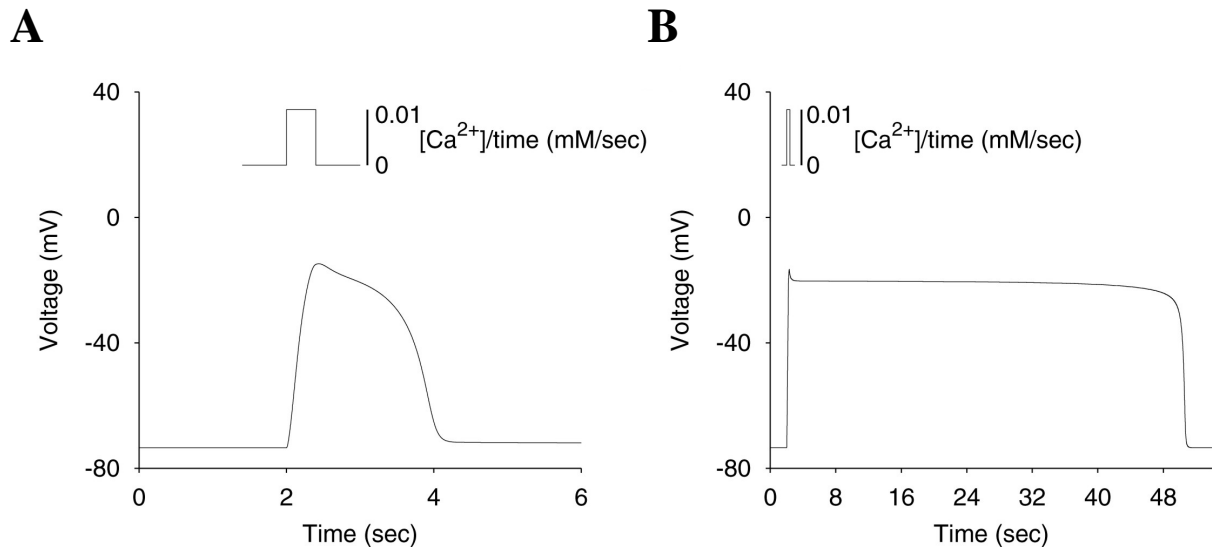 A
40
0.01
[Ca²⁺]/time (mM/sec)
0
0
Voltage (mV)
-40
-80
0 2 4 6
Time (sec)
B
40
0.01
[Ca²⁺]/time (mM/sec)
0
0
Voltage (mV)
-40
-80
0 8 16 24 32 40 48
Time (sec)